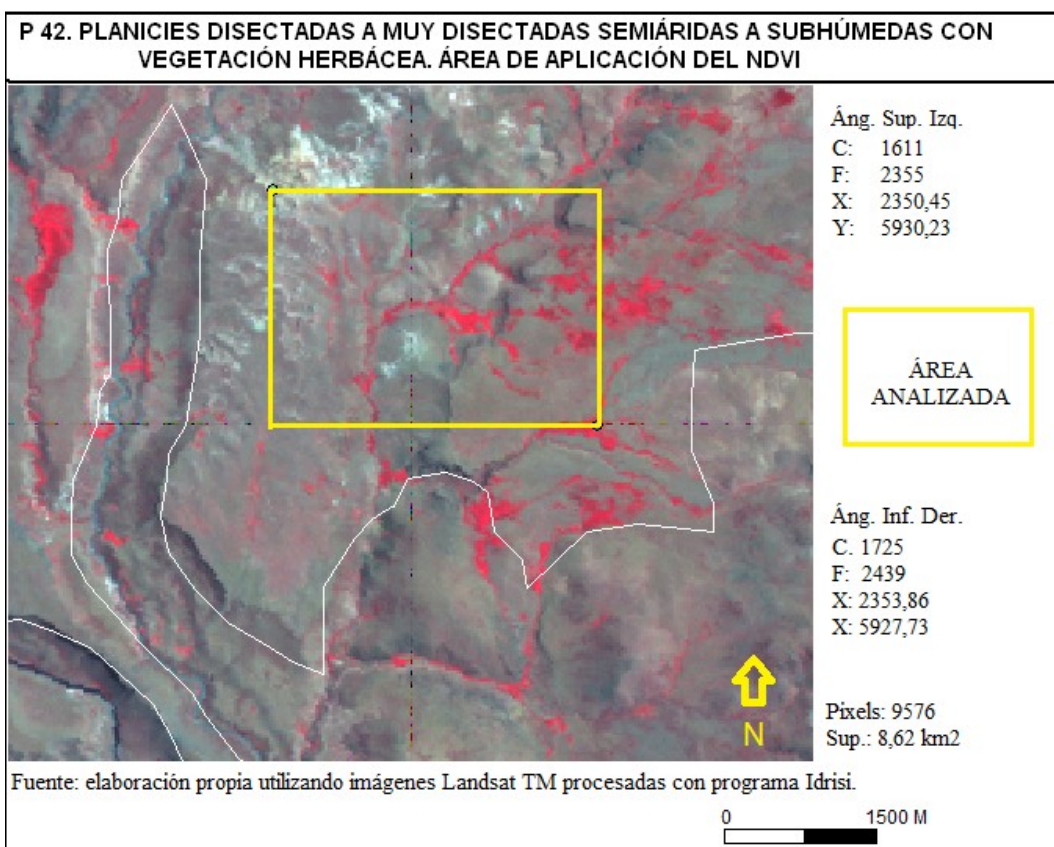 P 42. PLANICIES DISECTADAS A MUY DISECTADAS SEMIÁRIDAS A SUBHÚMEDAS CON
VEGETACIÓN HERBÁCEA. ÁREA DE APLICACIÓN DEL NDVI
Áng. Sup. Izq.
C: 1611
F: 2355
X: 2350,45
Y: 5930,23
ÁREA
ANALIZADA
Áng. Inf. Der.
C. 1725
F: 2439
X: 2353,86
X: 5927,73
Pixels: 9576
Sup.: 8,62 km2
N
Fuente: elaboración propia utilizando imágenes Landsat TM procesadas con programa Idrisi.
0 1500 M